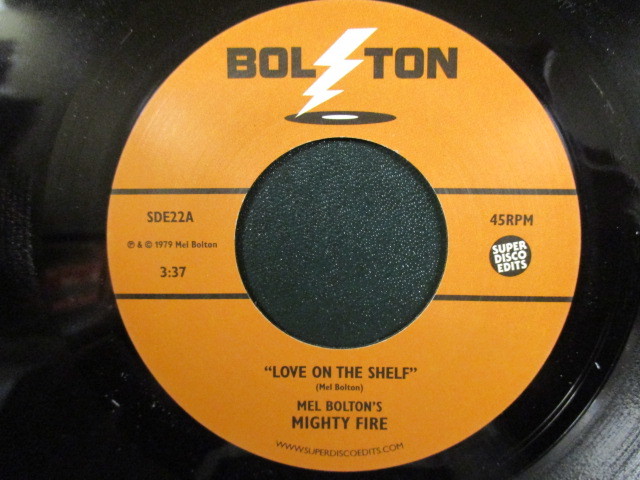 BOLTON
SDE22A
45RPM
℗ & © 1979 Mel Bolton
SUPER
DISCO
EDITS
3:37
"LOVE ON THE SHELF"
(Mel Bolton)
MEL BOLTON'S
MIGHTY FIRE
WWW.SUPERDISCOEDITS.COM